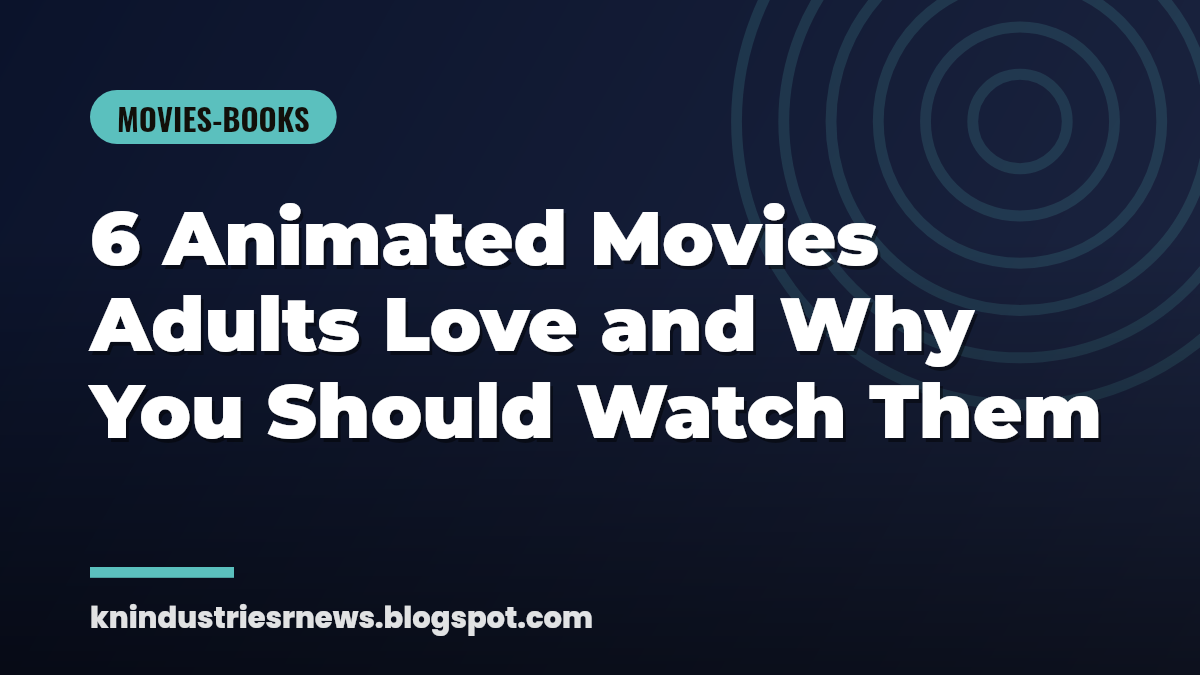 MOVIES-BOOKS
6 Animated Movies
Adults Love and Why
You Should Watch Them
knindustriesrnews.blogspot.com